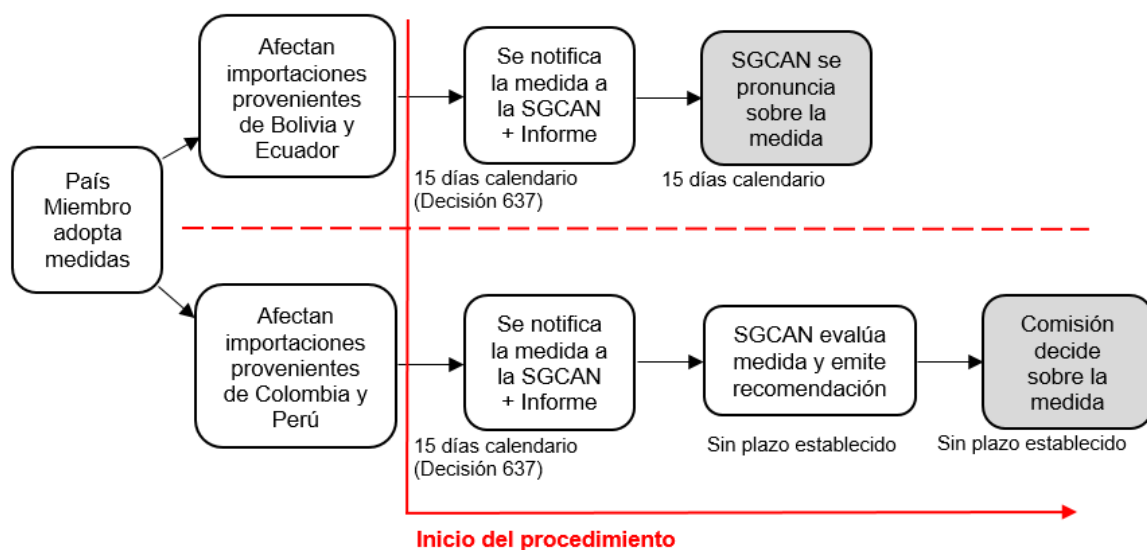 País
Miembro
adopta
medidas
Afectan
importaciones
provenientes
de Bolivia y
Ecuador
Se notifica
la medida a
la SGCAN
+ Informe
15 días calendario
(Decisión 637)
SGCAN se
pronuncia
sobre la
medida
15 días calendario
Afectan
importaciones
provenientes
de Colombia y
Perú
Se notifica
la medida a
la SGCAN
+ Informe
15 días calendario
(Decisión 637)
SGCAN evalúa
medida y emite
recomendación
Sin plazo establecido
Comisión
decide
sobre la
medida
Sin plazo establecido
Inicio del procedimiento